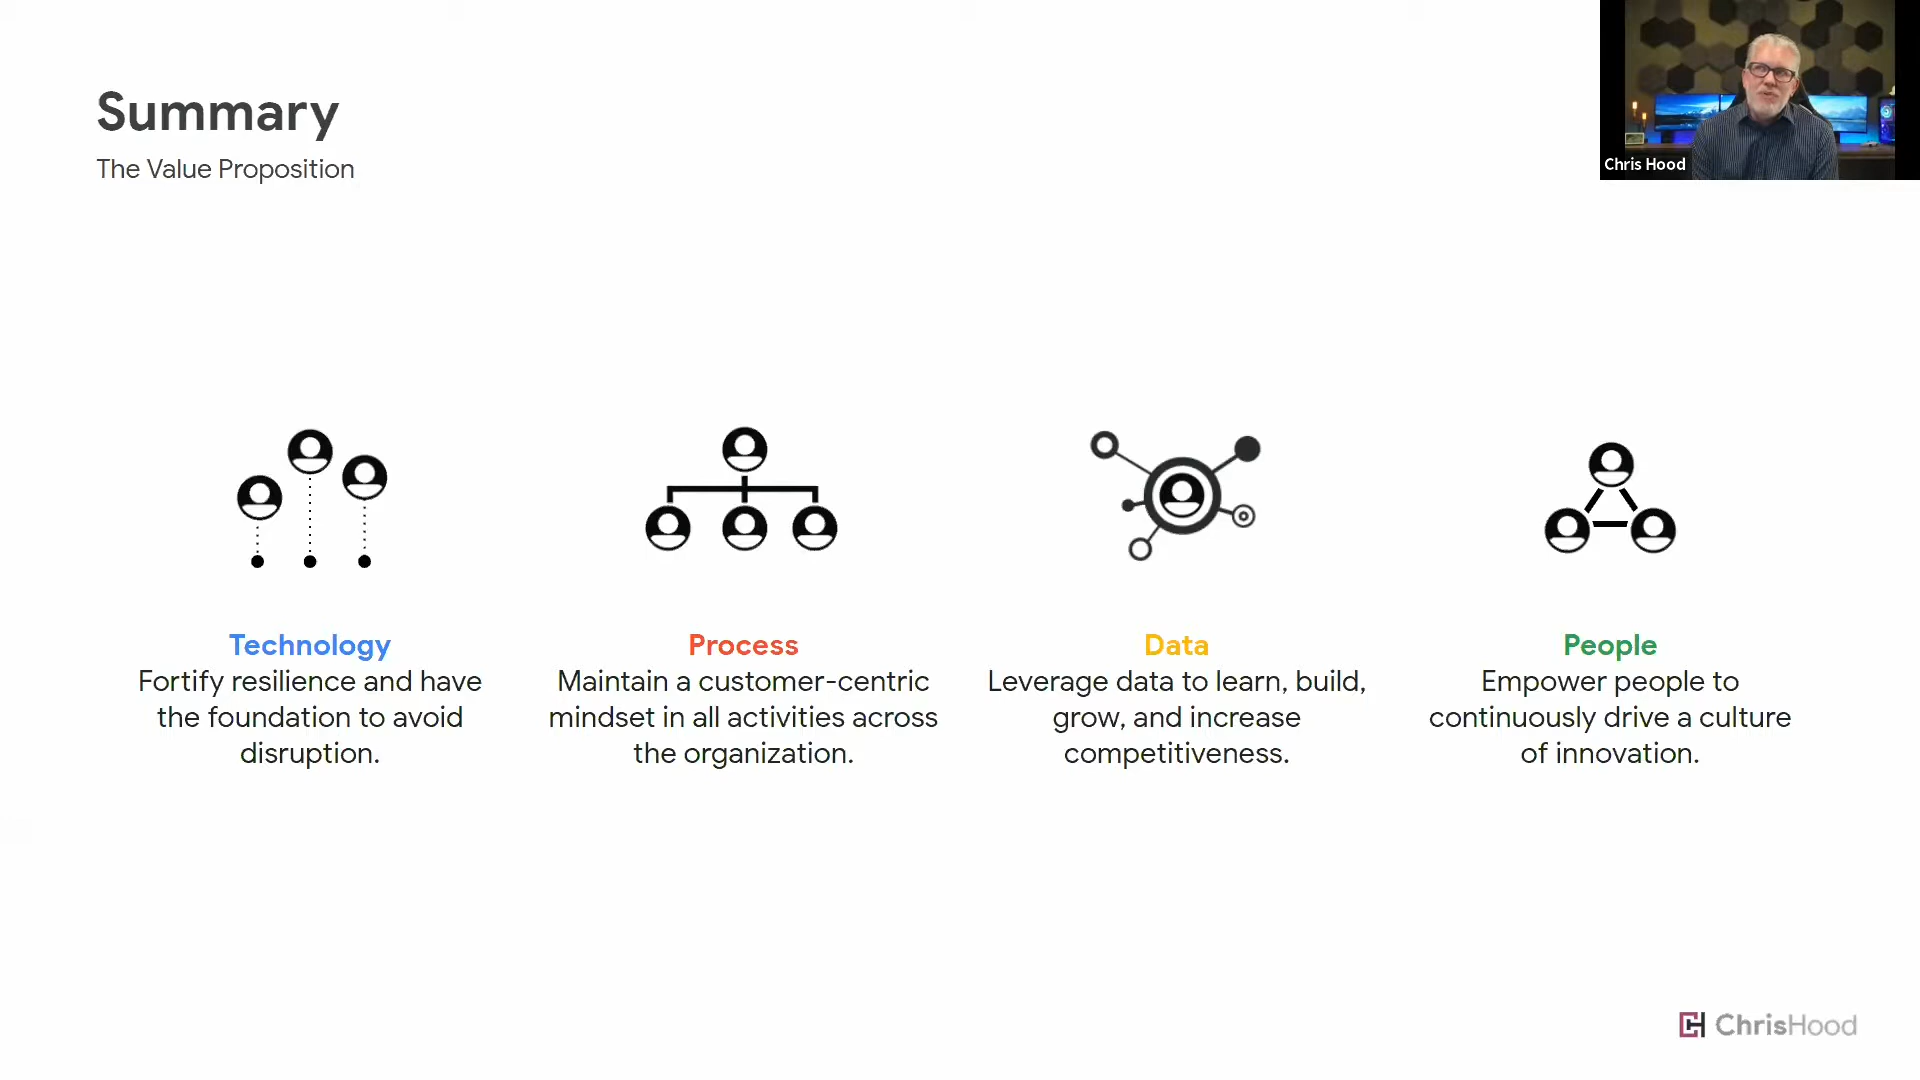 Summary
The Value Proposition
Chris Hood
Technology
Fortify resilience and have
the foundation to avoid
disruption.
Process
Maintain a customer-centric
mindset in all activities across
the organization.
Data
Leverage data to learn, build,
grow, and increase
competitiveness.
People
Empower people to
continuously drive a culture
of innovation.
ChrisHood